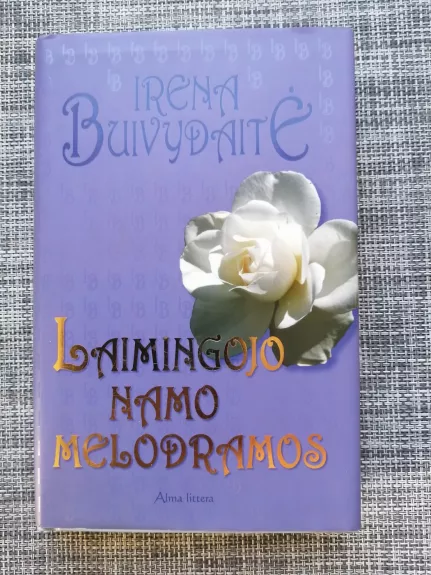 IRENA
BUIVYDAITĖ
LAIMINGOJO
NAMO
MELODRAMOS
Alma littera